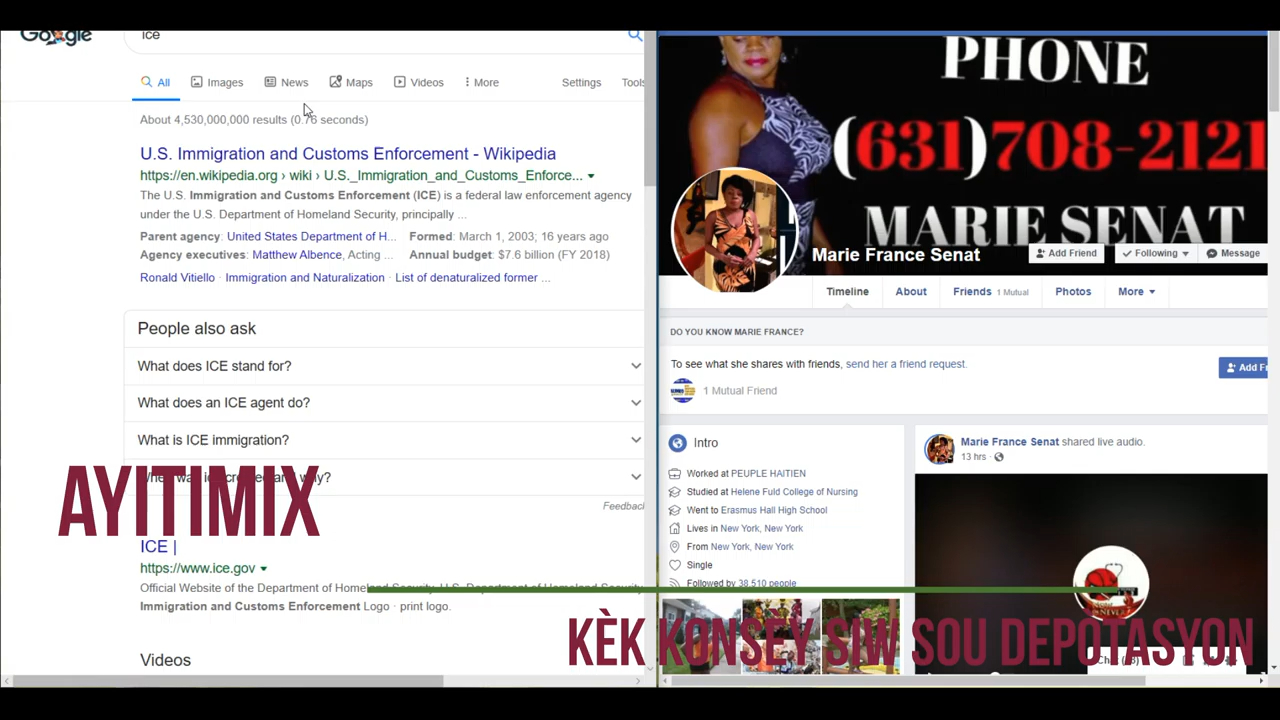 Google
ice
All
Images
News
Maps
Videos
More
Settings
Tools
About 4,530,000,000 results (0.76 seconds)
U.S. Immigration and Customs Enforcement - Wikipedia
https://en.wikipedia.org › wiki › U.S._Immigration_and_Customs_Enforce...
The U.S. Immigration and Customs Enforcement (ICE) is a federal law enforcement agency
under the U.S. Department of Homeland Security, principally ...
Parent agency: United States Department of H...
Formed: March 1, 2003; 16 years ago
Agency executives: Matthew Albence; Acting ...
Annual budget: $7.6 billion (FY 2018)
Ronald Vitiello · Immigration and Naturalization · List of denaturalized former ...
People also ask
What does ICE stand for?
What does an ICE agent do?
What is ICE immigration?
When was ice created and why?
Feedback
AYITIMIX
ICE |
https://www.ice.gov
Official Website of the Department of Homeland Security. U.S. Department of Homeland Security.
Immigration and Customs Enforcement Logo · print logo.
Videos
PHONE
(631)708-2121
MARIE SENAT
Marie France Senat
Add Friend
Following
Message
Timeline
About
Friends 1 Mutual
Photos
More
DO YOU KNOW MARIE FRANCE?
To see what she shares with friends, send her a friend request.
Add Fr
1 Mutual Friend
Intro
Worked at PEUPLE HAITIEN
Studied at Helene Fuld College of Nursing
Went to Erasmus Hall High School
Lives in New York, New York
From New York, New York
Single
Followed by 38,510 people
Marie France Senat shared live audio.
13 hrs
KÈK KONSÈY SIW SOU DEPOTASYON